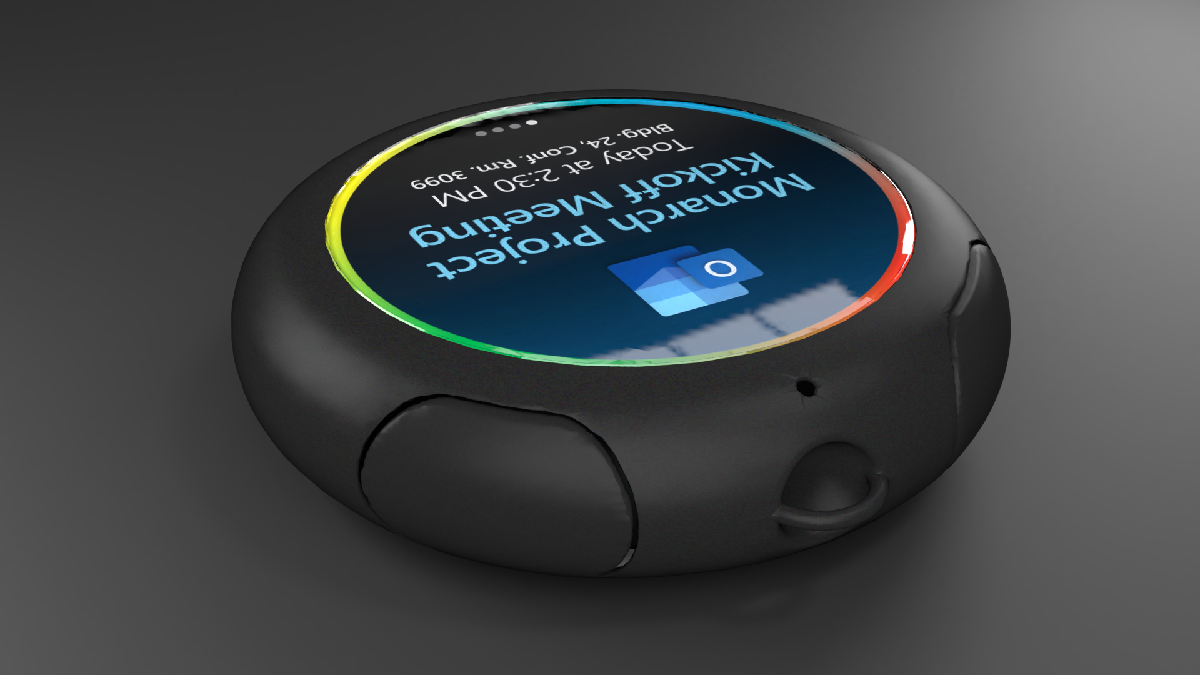 Monarch Project
Kickoff Meeting
Today at 2:30 PM
Bldg. 24, Conf. Rm. 3099